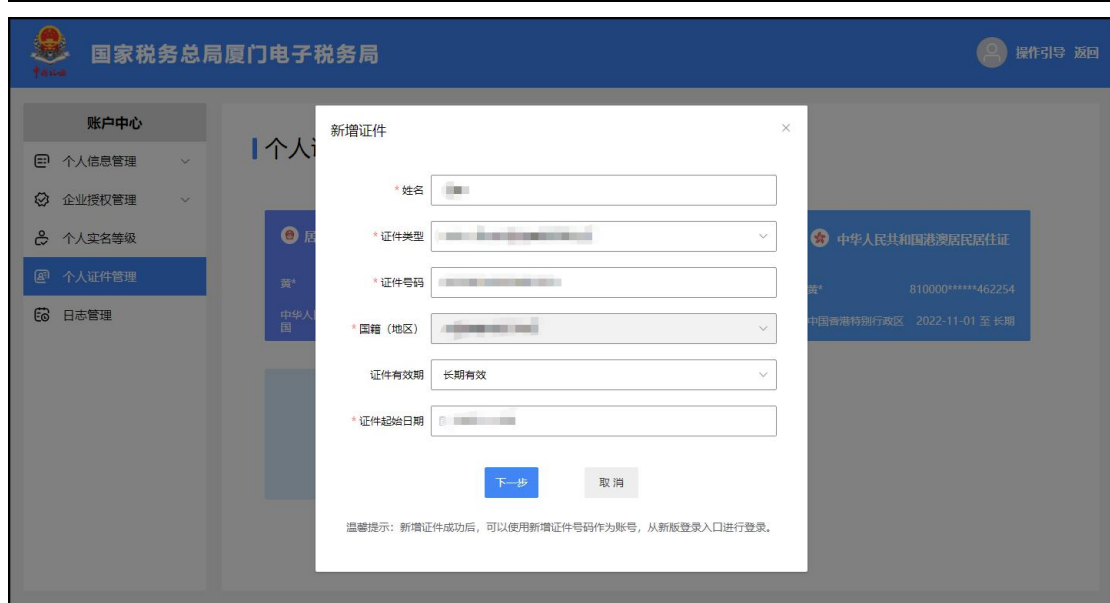 国家税务总局厦门电子税务局
操作引导 返回
账户中心
个人信息管理
企业授权管理
个人实名等级
个人证件管理
日志管理
个人
新增证件
* 姓名
* 证件类型
* 证件号码
* 国籍（地区）
证件有效期 长期有效
* 证件起始日期
下一步 取 消
温馨提示：新增证件成功后，可以使用新增证件号码作为账号，从新版登录入口进行登录。
居
黄*
中华人
国
中华人民共和国港澳居民居住证
黄* 810000******462254
中国香港特别行政区 2022-11-01 至 长期